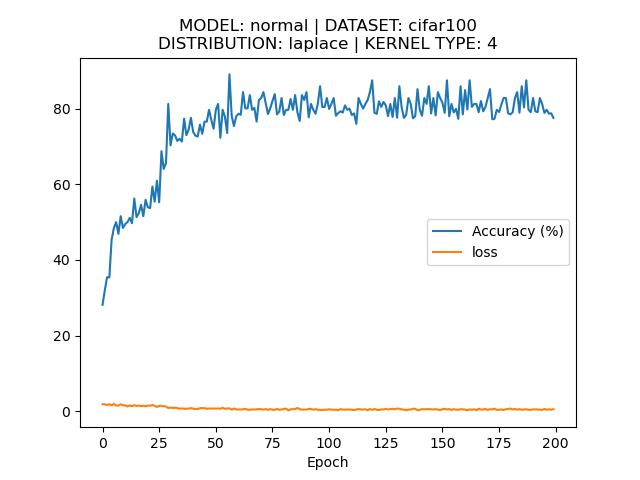 MODEL: normal | DATASET: cifar100
DISTRIBUTION: laplace | KERNEL TYPE: 4
80
60
40
20
0
Accuracy (%)
loss
0 25 50 75 100 125 150 175 200
Epoch